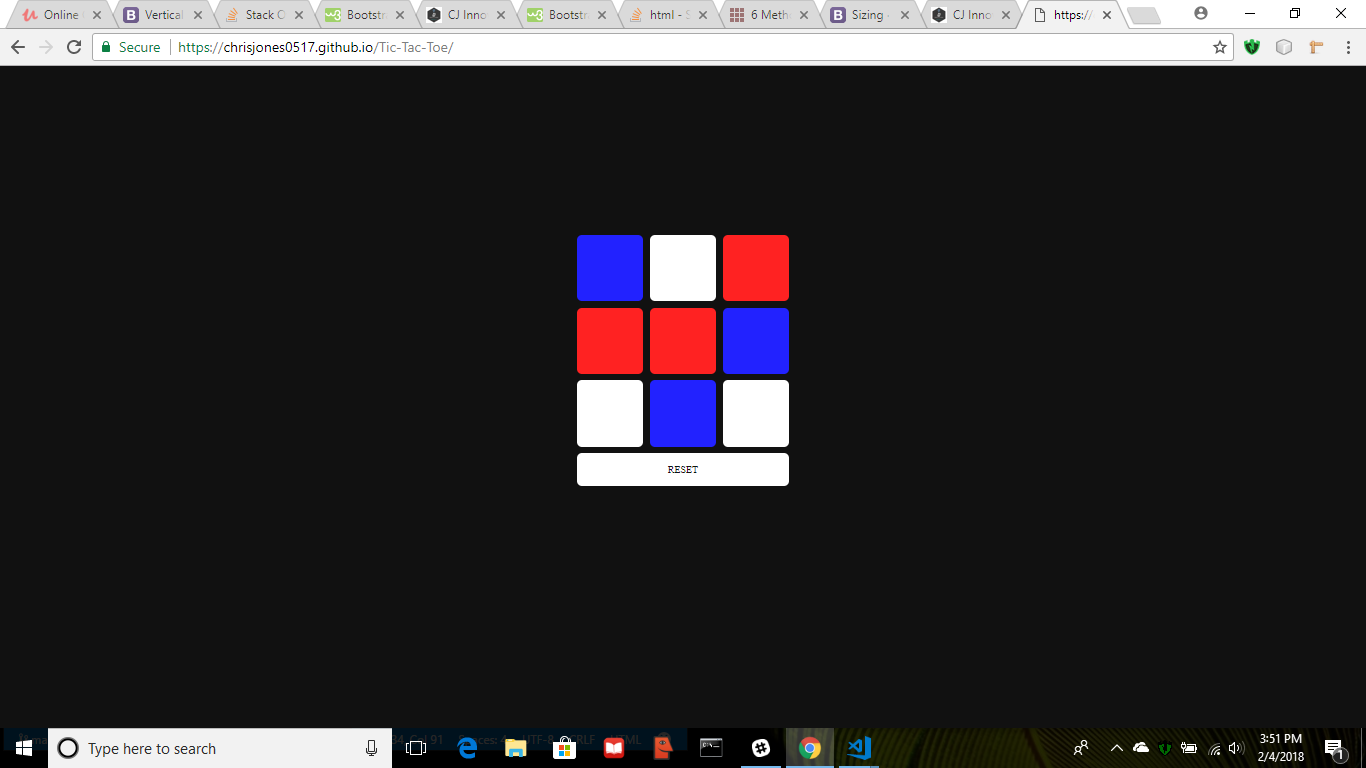 Online
Vertical
Stack O
Bootstr
CJ Inno
Bootstr
html - S
6 Meth
Sizing
CJ Inno
https:/
Secure
https://chrisjones0517.github.io/Tic-Tac-Toe/
RESET
Type here to search
3:51 PM
2/4/2018
1